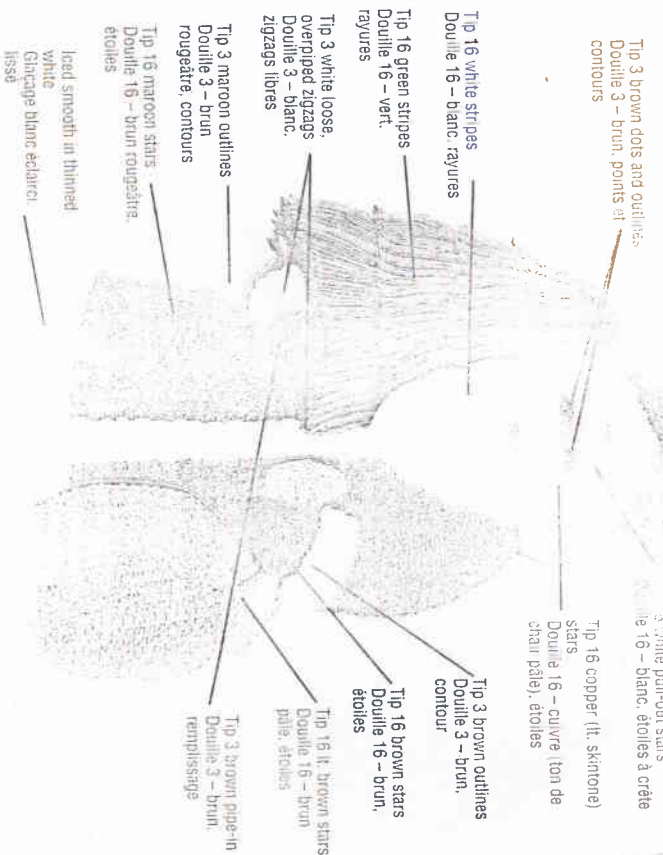 Tip 3 brown dots and outlines
Douille 3 – brun, points et
contours
Tip 16 white stripes
Douille 16 – blanc, rayures
Tip 16 green stripes
Douille 16 – vert,
rayures
Tip 3 white loose,
overpiped zigzags
Douille 3 – blanc,
zigzags libres
Tip 3 maroon outlines
Douille 3 – brun
rougeâtre, contours
Tip 16 maroon stars
Douille 16 – brun rougeâtre,
étoiles
Iced smooth in thinned
white
Glaçage blanc éclairci,
lissé
white pull-out stars
16 – blanc, étoiles à crête
Tip 16 copper (lt. skintone)
stars
Douille 16 – cuivre (ton de
chair pâle), étoiles
Tip 3 brown outlines
Douille 3 – brun,
contour
Tip 16 brown stars
Douille 16 – brun,
étoiles
Tip 16 lt. brown stars
Douille 16 – brun
pâle, étoiles
Tip 3 brown pipe-in
Douille 3 – brun,
remplissage